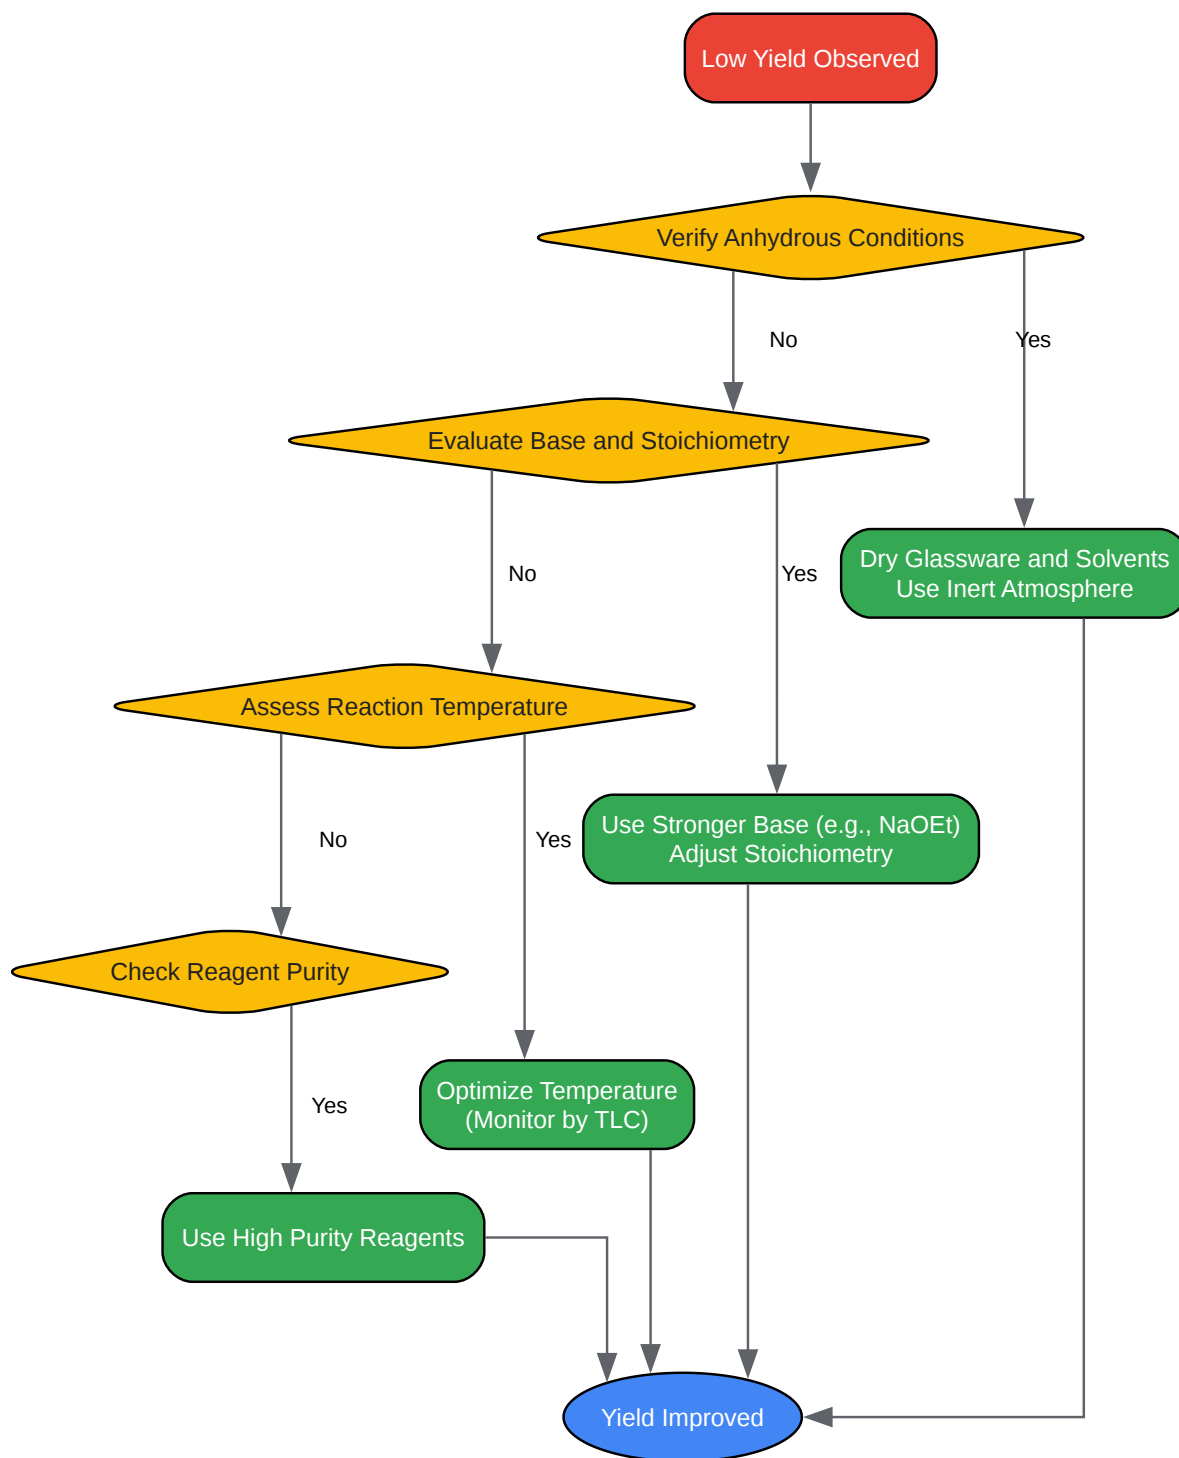 Low Yield Observed
Verify Anhydrous Conditions
No
Yes
Evaluate Base and Stoichiometry
Dry Glassware and Solvents
Use Inert Atmosphere
No
Yes
Assess Reaction Temperature
Use Stronger Base (e.g., NaOEt)
Adjust Stoichiometry
No
Yes
Check Reagent Purity
Optimize Temperature
(Monitor by TLC)
Yes
Use High Purity Reagents
Yield Improved